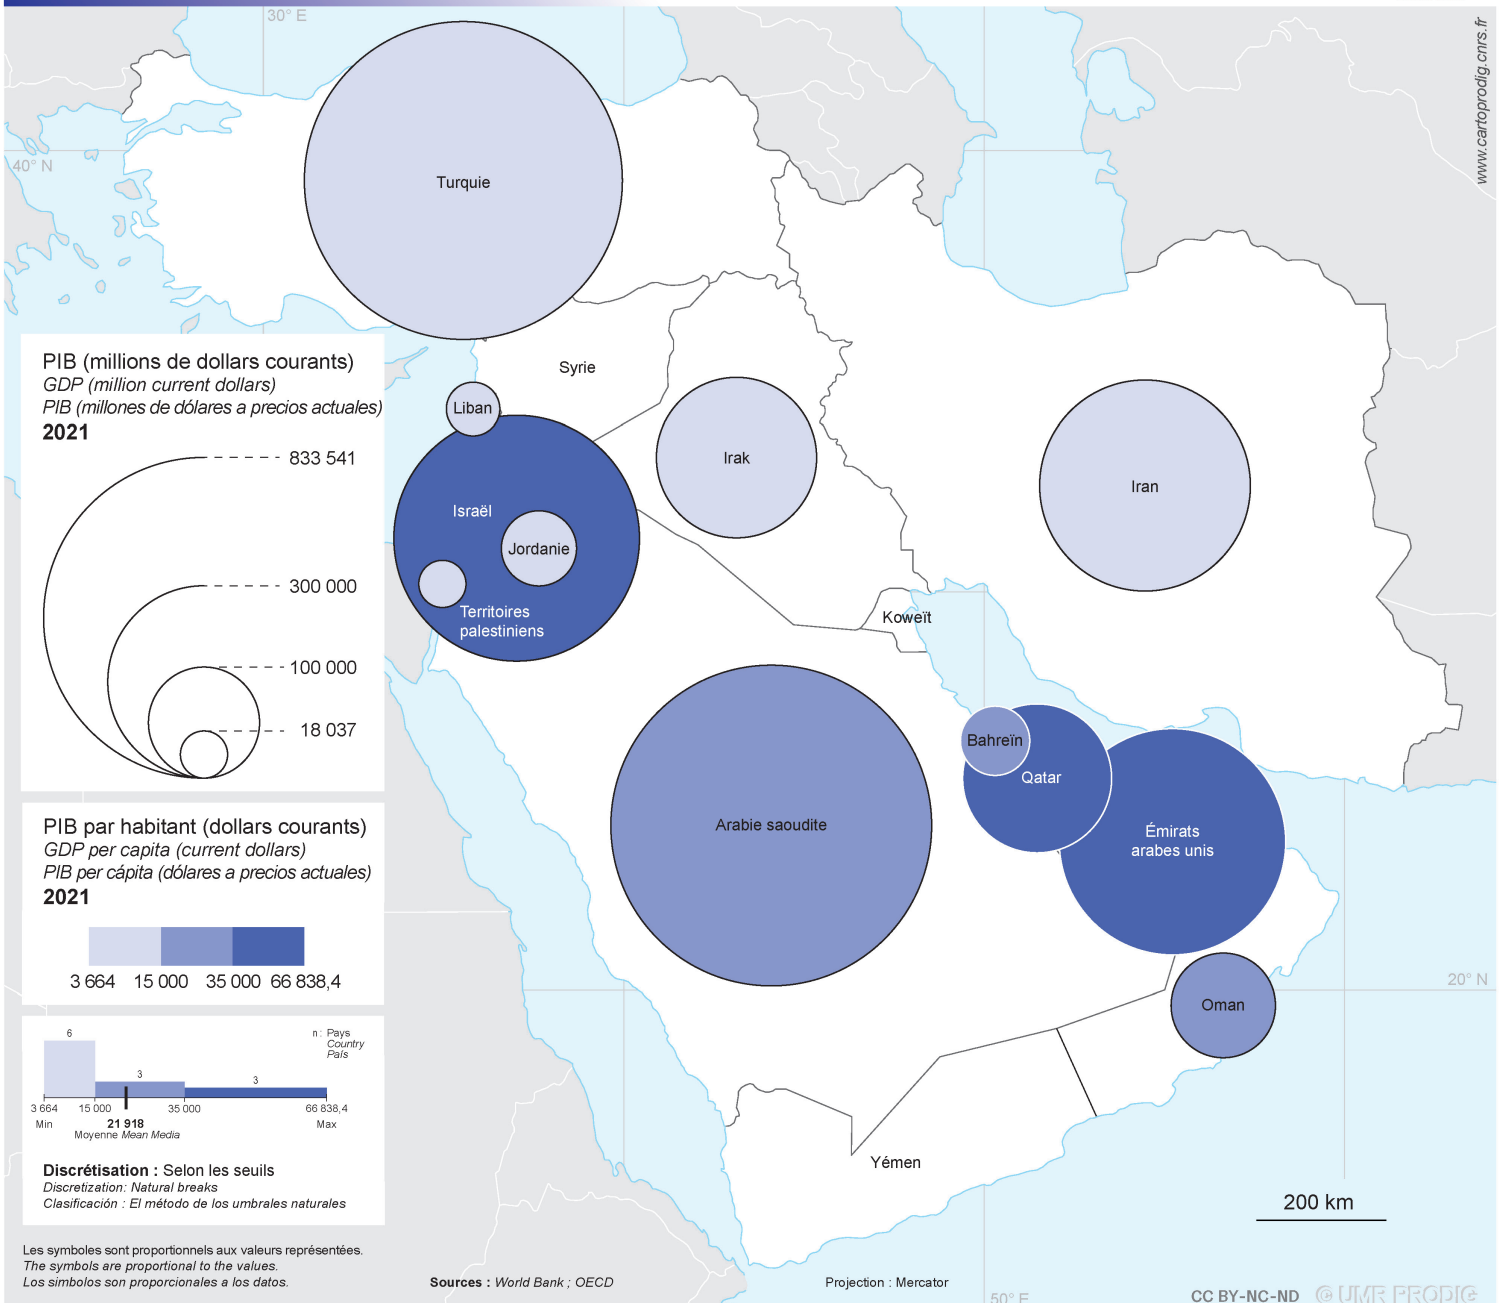 30° E
www.cartoprodig.cnrs.fr
40° N
Turquie
Syrie
Liban
Irak
Iran
Israël
Jordanie
Territoires
palestiniens
Koweït
Bahreïn
Qatar
Arabie saoudite
Émirats
arabes unis
Oman
Yémen
20° N
PIB (millions de dollars courants)
GDP (million current dollars)
PIB (millones de dólares a precios actuales)
2021
833 541
300 000
100 000
18 037
PIB par habitant (dollars courants)
GDP per capita (current dollars)
PIB per cápita (dólares a precios actuales)
2021
3 664 15 000 35 000 66 838,4
6
n : Pays
Country
País
3
3
3 664 15 000 35 000 66 838,4
Min 21 918 Max
Moyenne Mean Media
Discrétisation : Selon les seuils
Discretization: Natural breaks
Clasificación : El método de los umbrales naturales
200 km
Les symboles sont proportionnels aux valeurs représentées.
The symbols are proportional to the values.
Los simbolos son proporcionales a los datos.
Sources : World Bank ; OECD
Projection : Mercator
50° E
CC BY-NC-ND
© UMR PRODIG